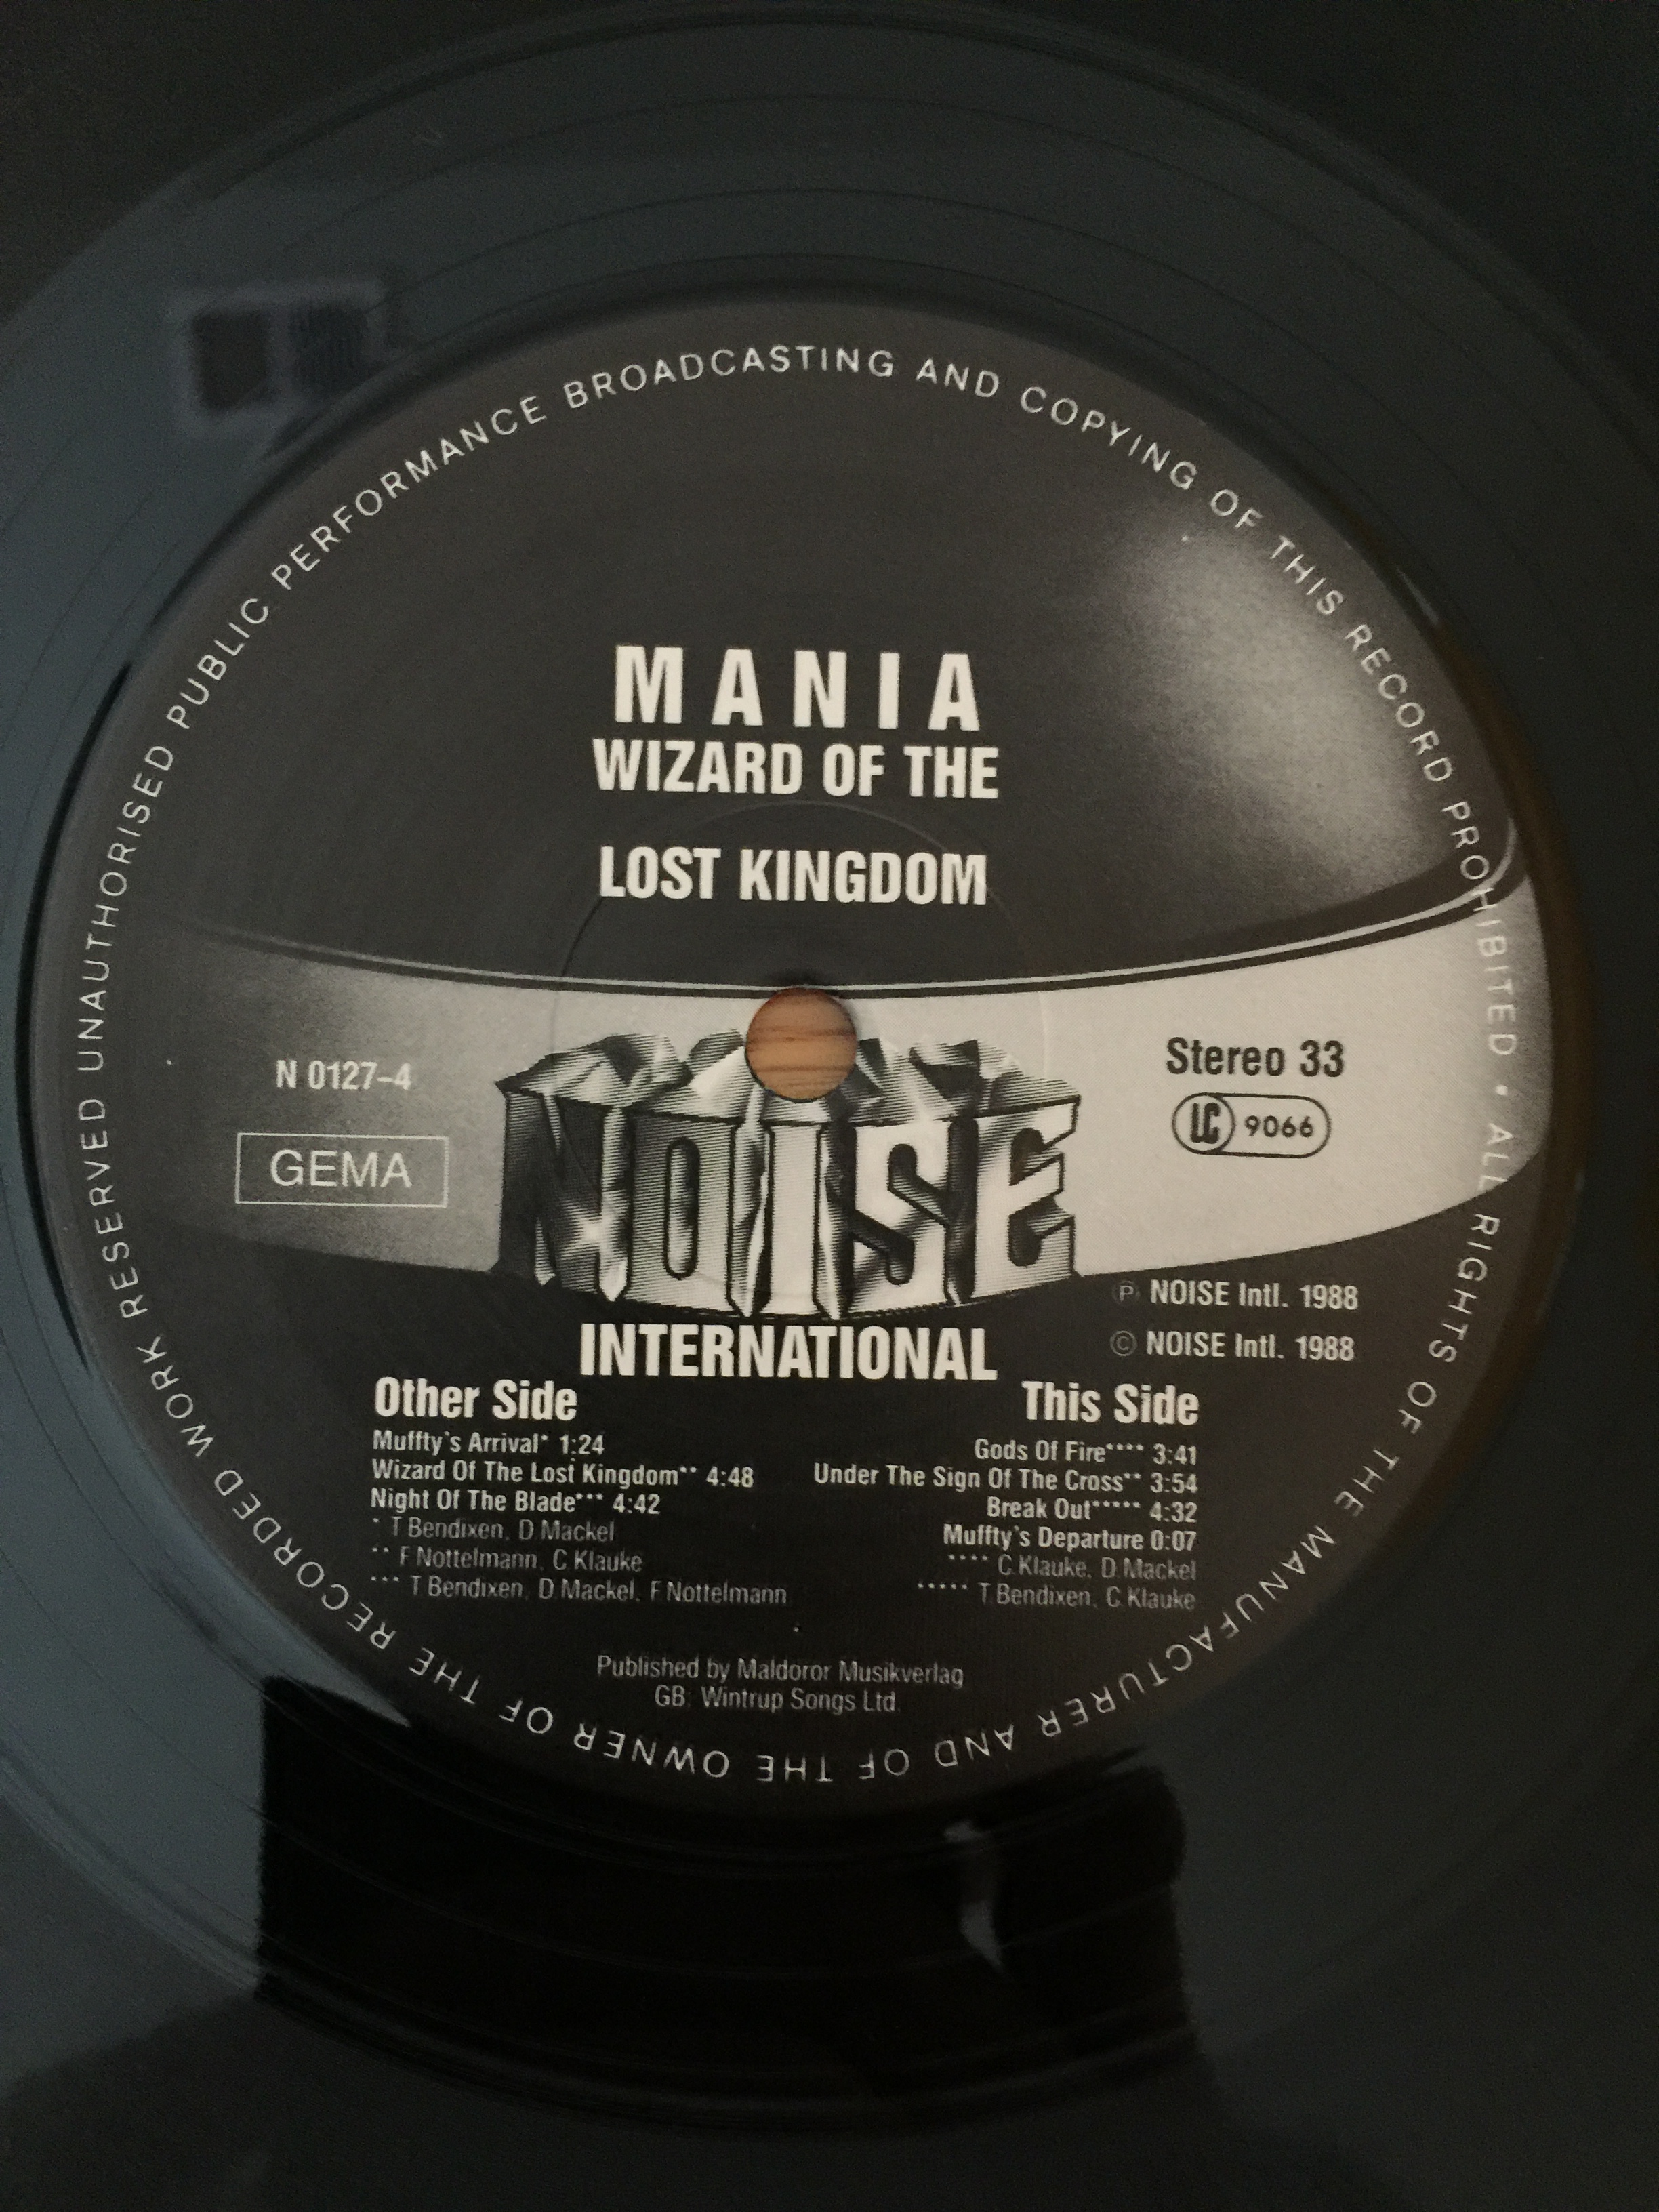 UNAUTHORISED PUBLIC PERFORMANCE BROADCASTING AND COPYING OF THIS RECORD PROHIBITED • ALL RIGHTS OF THE MANUFACTURER AND OF THE OWNER OF THE RECORDED WORK RESERVED
MANIA
WIZARD OF THE
LOST KINGDOM
N 0127-4
GEMA
NOISE
INTERNATIONAL
Stereo 33
LC 9066
Ⓟ NOISE Intl. 1988
© NOISE Intl. 1988
Other Side
Muffty's Arrival* 1:24
Wizard Of The Lost Kingdom** 4:48
Night Of The Blade*** 4:42
* T.Bendixen, D.Mackel
** F.Nottelmann, C.Klauke
*** T.Bendixen, D.Mackel, F.Nottelmann
This Side
Gods Of Fire**** 3:41
Under The Sign Of The Cross** 3:54
Break Out***** 4:32
Muffty's Departure 0:07
**** C.Klauke, D.Mackel
***** T.Bendixen, C.Klauke
Published by Maldoror Musikverlag
GB: Wintrup Songs Ltd.